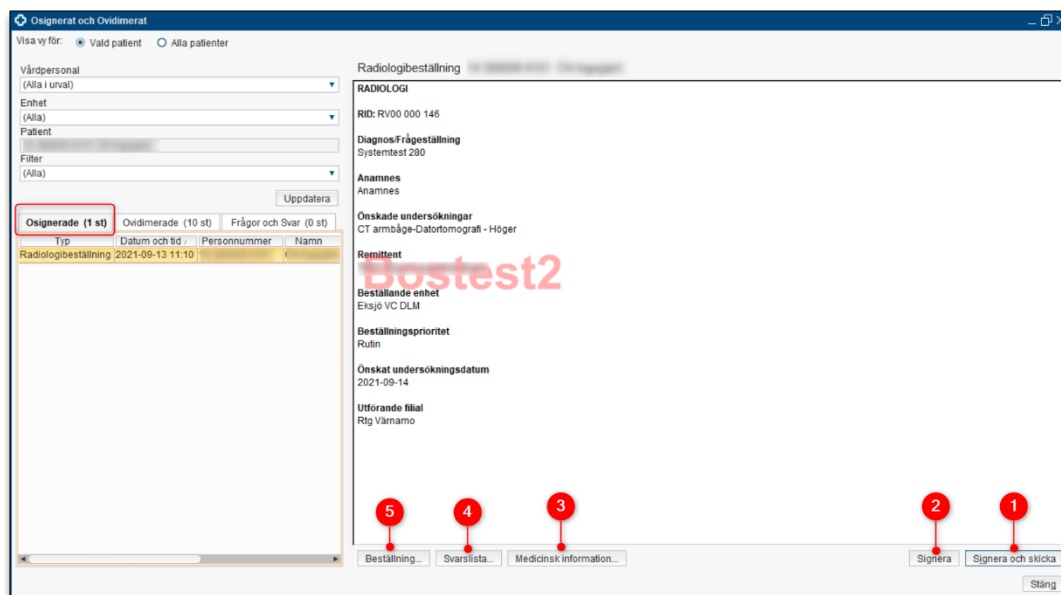 Osignerat och Ovidimerat
Visa vy för: Vald patient Alla patienter
Vårdpersonal
(Alla i urval)
Enhet
(Alla)
Patient
Filter
(Alla)
Uppdatera
Osignerade (1 st) Ovidimerade (10 st) Frågor och Svar (0 st)
Typ Datum och tid Personnummer Namn
Radiologibeställning 2021-09-13 11:10
Radiologibeställning
RADIOLOGI
RID: RV00 000 146
Diagnos/Frågeställning
Systemtest 280
Anamnes
Anamnes
Önskade undersökningar
CT armbåge-Datortomografi - Höger
Remittent
Bostest2
Beställande enhet
Eksjö VC DLM
Beställningsprioritet
Rutin
Önskat undersökningsdatum
2021-09-14
Utförande filial
Rtg Värnamo
5 4 3 2 1
Beställning... Svarslista... Medicinsk information... Signera Signera och skicka
Stäng